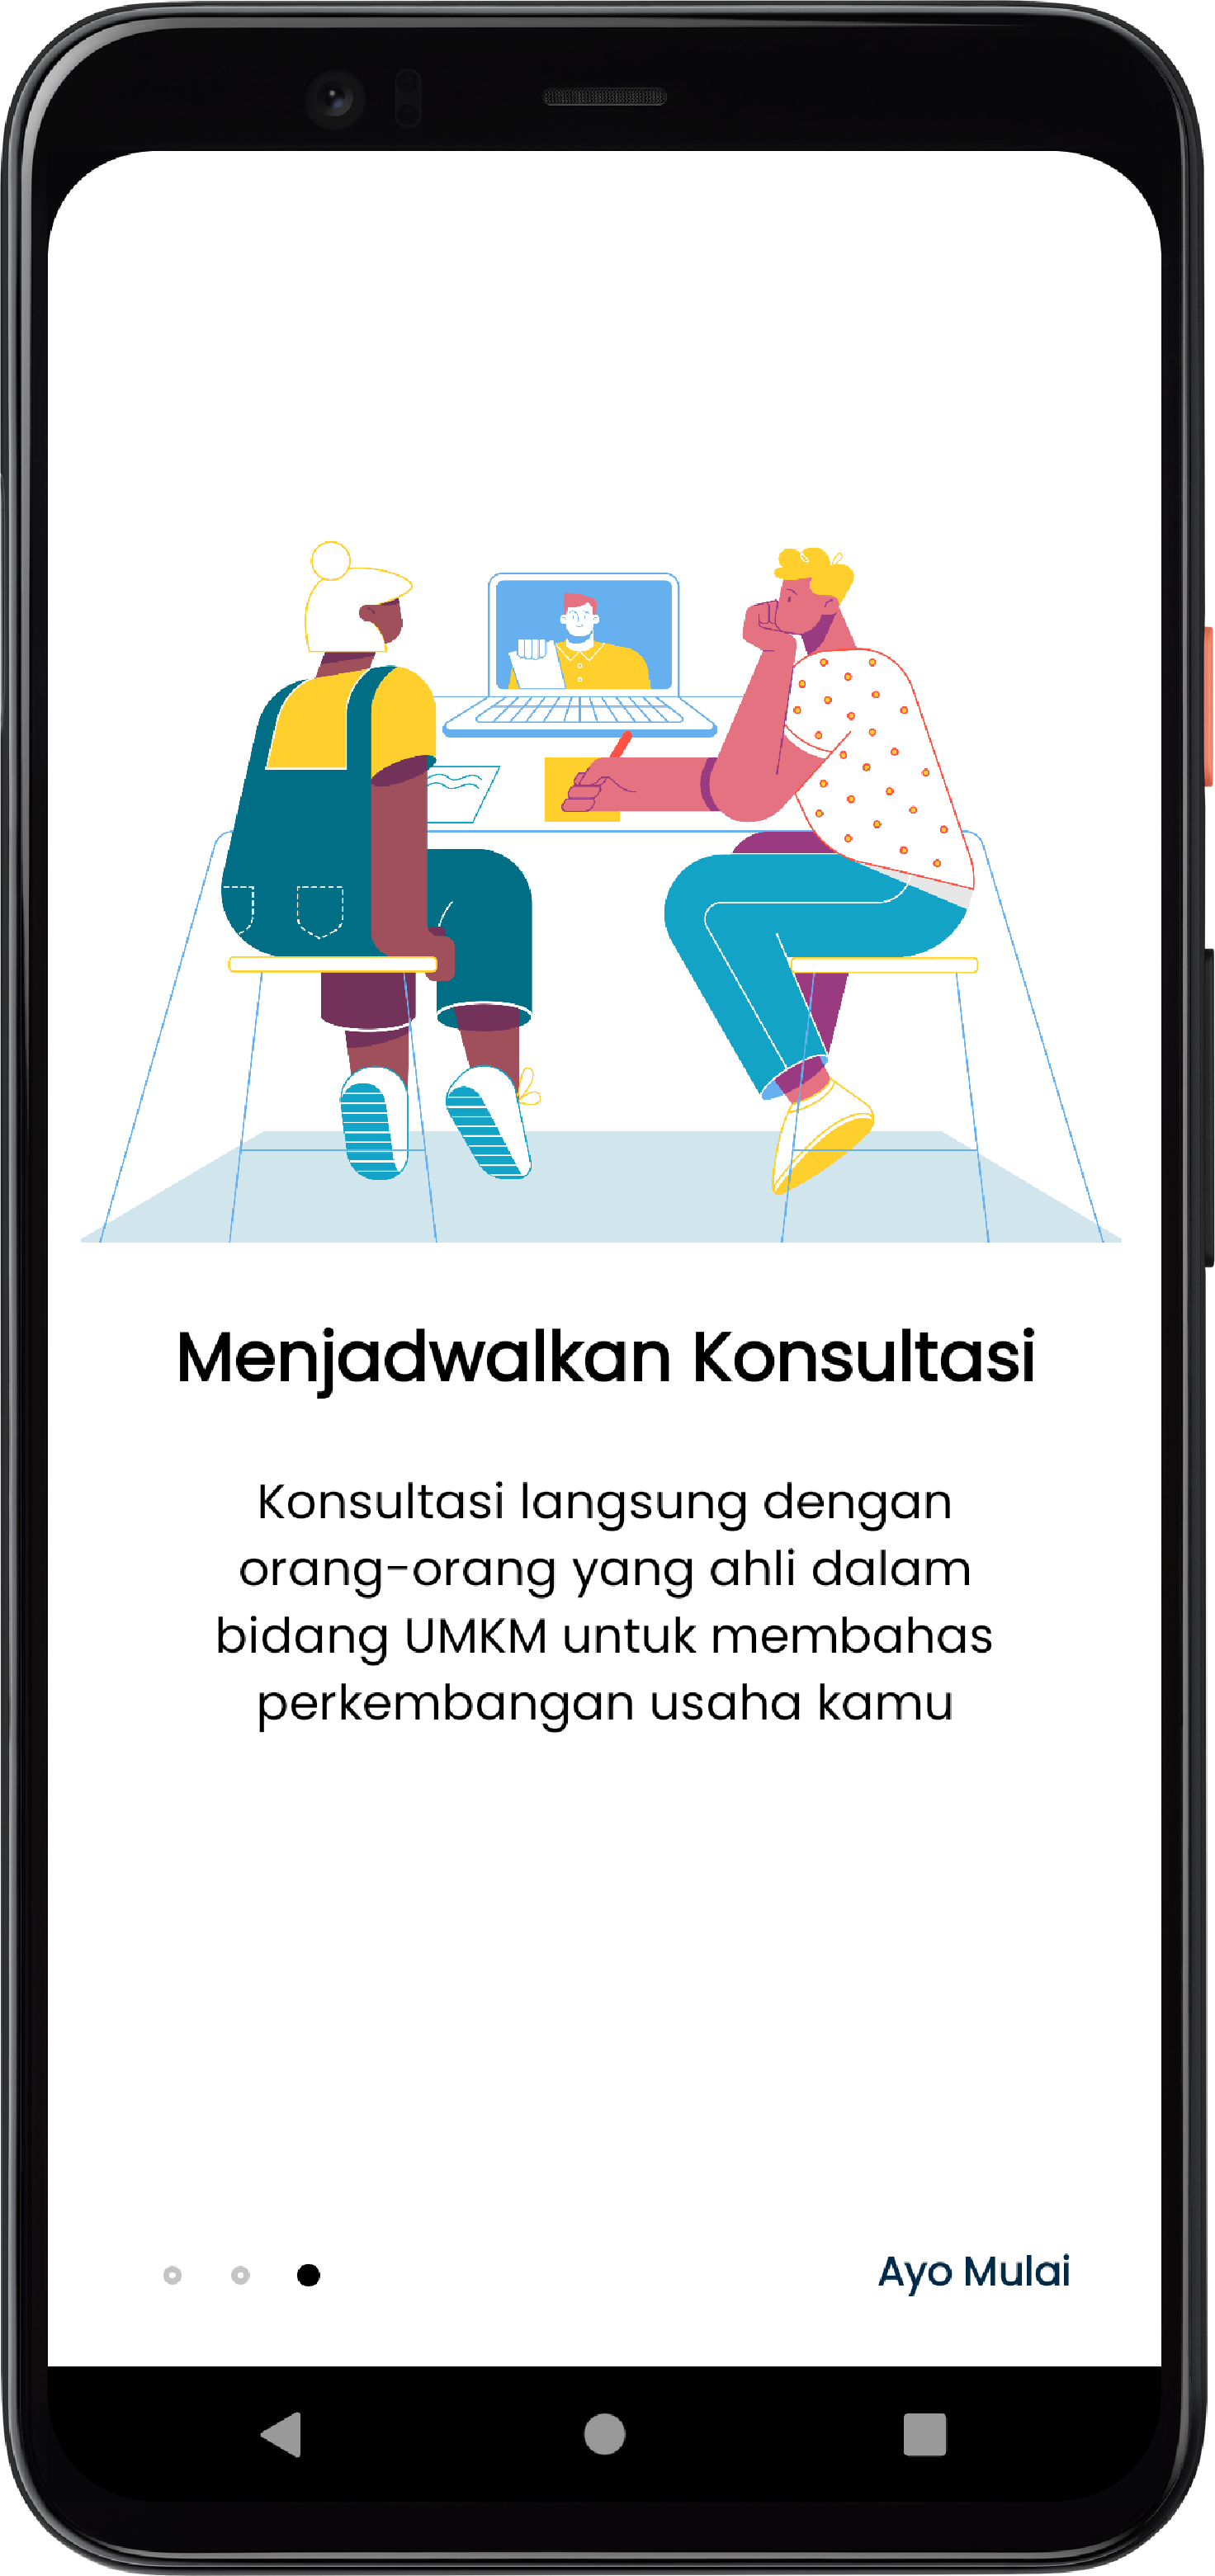 Menjadwalkan Konsultasi
Konsultasi langsung dengan
orang-orang yang ahli dalam
bidang UMKM untuk membahas
perkembangan usaha kamu
Ayo Mulai